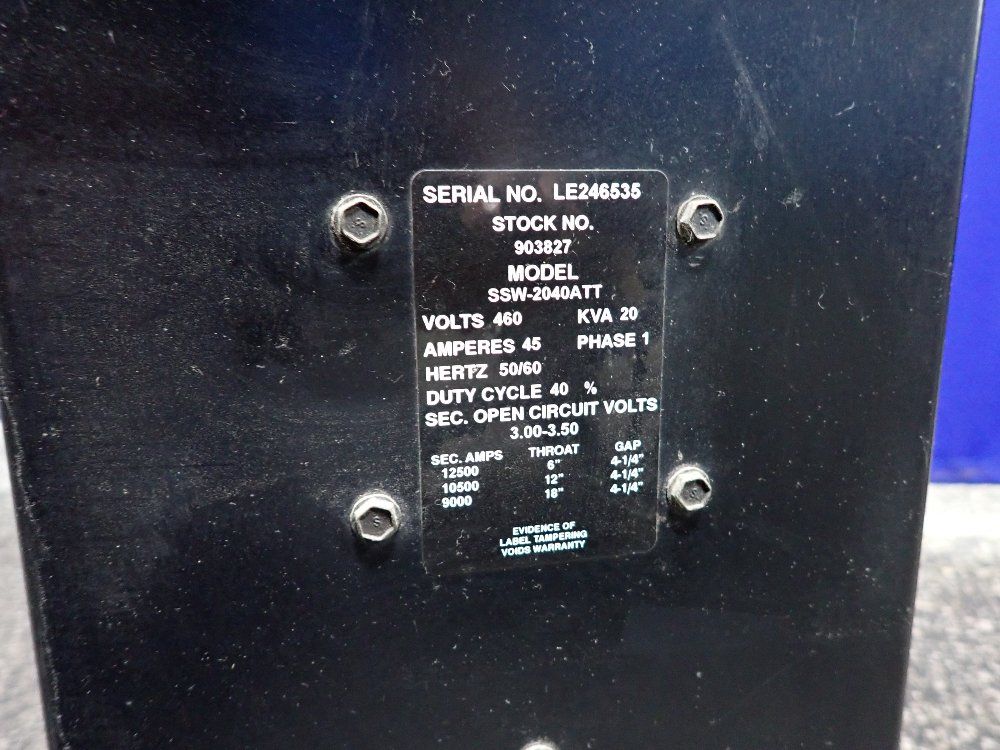 SERIAL NO. LE246535
STOCK NO.
903827
MODEL
SSW-2040ATT
VOLTS 460 KVA 20
AMPERES 45 PHASE 1
HERTZ 50/60
DUTY CYCLE 40 %
SEC. OPEN CIRCUIT VOLTS
3.00-3.50
SEC. AMPS THROAT GAP
12500 6" 4-1/4"
10500 12" 4-1/4"
9000 18" 4-1/4"
EVIDENCE OF
LABEL TAMPERING
VOIDS WARRANTY